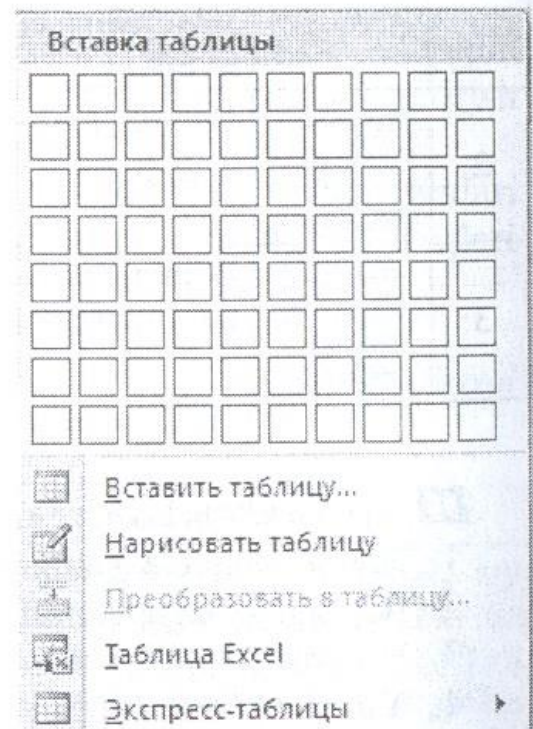 Вставка таблицы
Вставить таблицу...
Нарисовать таблицу
Преобразовать в таблицу...
Таблица Excel
Экспресс-таблицы